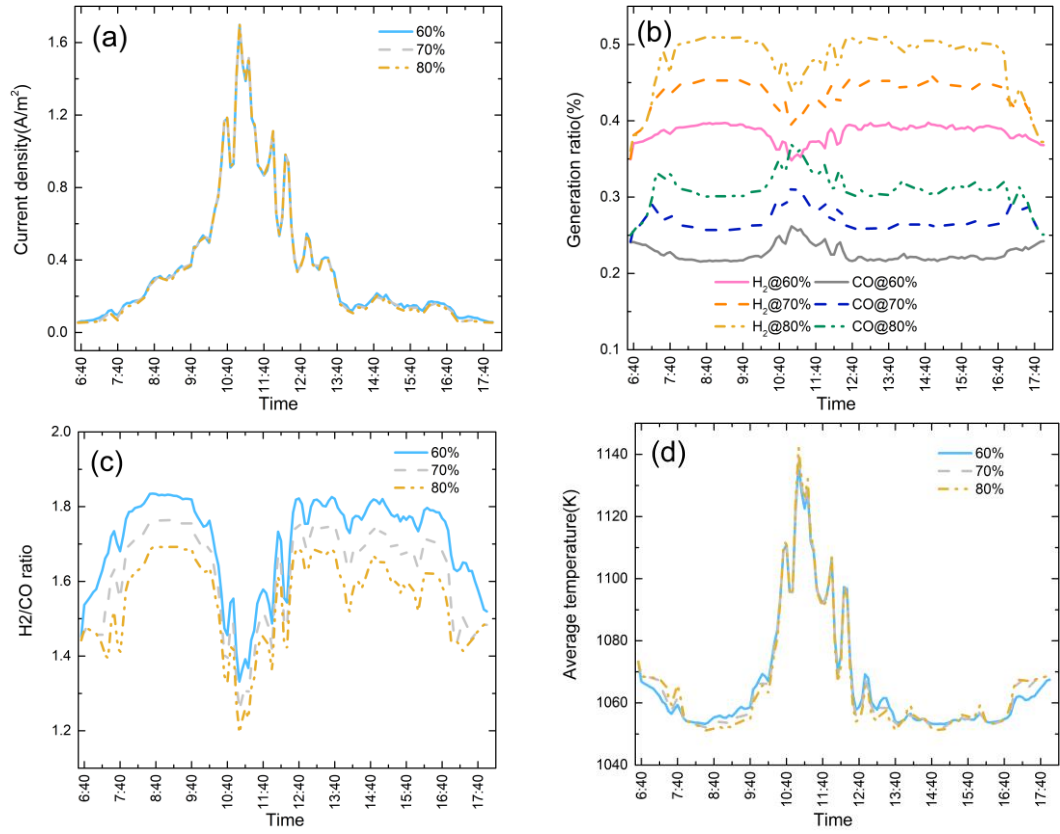 (a)
60%
70%
80%
Current density(A/m²)
1.6
1.2
0.8
0.4
0.0
6:40 7:40 8:40 9:40 10:40 11:40 12:40 13:40 14:40 15:40 16:40 17:40
Time
(b)
Generation ratio(%)
0.5
0.4
0.3
0.2
0.1
H₂@60% CO@60%
H₂@70% CO@70%
H₂@80% CO@80%
6:40 7:40 8:40 9:40 10:40 11:40 12:40 13:40 14:40 15:40 16:40 17:40
Time
(c)
60%
70%
80%
H2/CO ratio
2.0
1.8
1.6
1.4
1.2
6:40 7:40 8:40 9:40 10:40 11:40 12:40 13:40 14:40 15:40 16:40 17:40
Time
(d)
60%
70%
80%
Average temperature(K)
1140
1120
1100
1080
1060
1040
6:40 7:40 8:40 9:40 10:40 11:40 12:40 13:40 14:40 15:40 16:40 17:40
Time